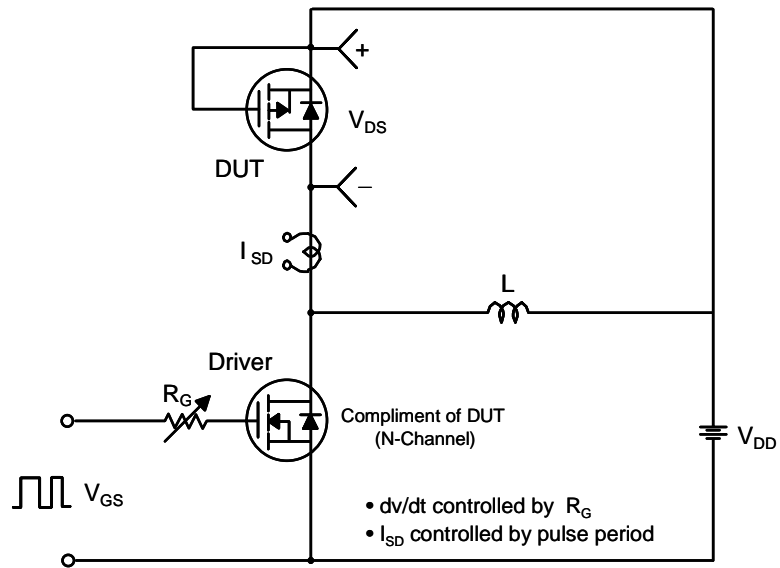 +
V_DS
DUT
−
I_SD
L
Driver
R_G
Compliment of DUT
(N-Channel)
V_DD
V_GS
• dv/dt controlled by R_G
• I_SD controlled by pulse period